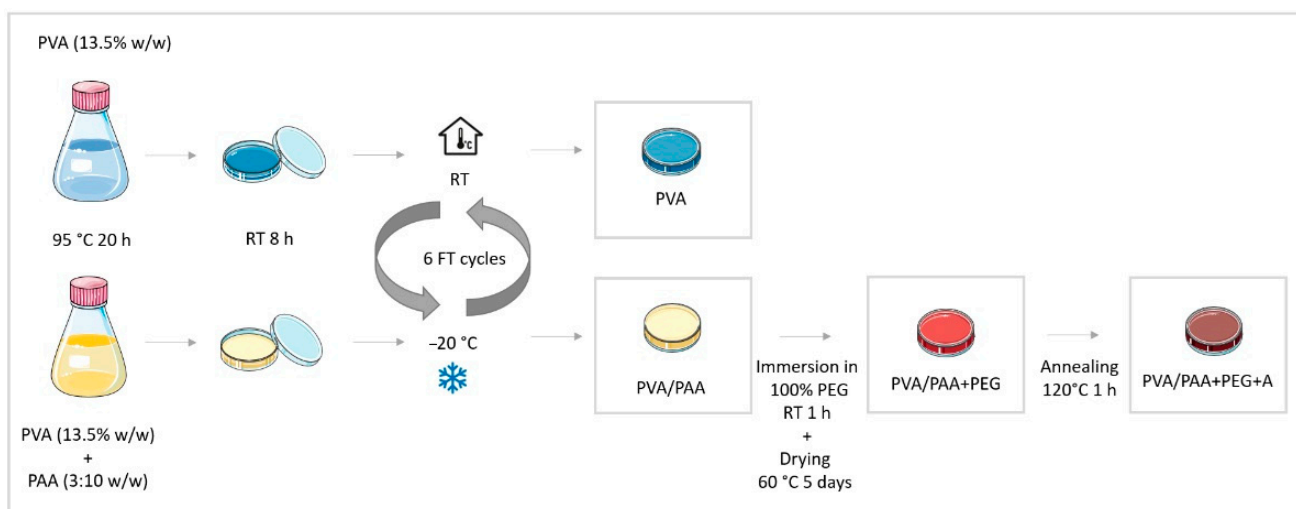 PVA (13.5% w/w)
95 °C 20 h
RT 8 h
°C
RT
6 FT cycles
–20 °C
PVA
PVA (13.5% w/w)
+
PAA (3:10 w/w)
PVA/PAA
Immersion in
100% PEG
RT 1 h
+
Drying
60 °C 5 days
PVA/PAA+PEG
Annealing
120°C 1 h
PVA/PAA+PEG+A